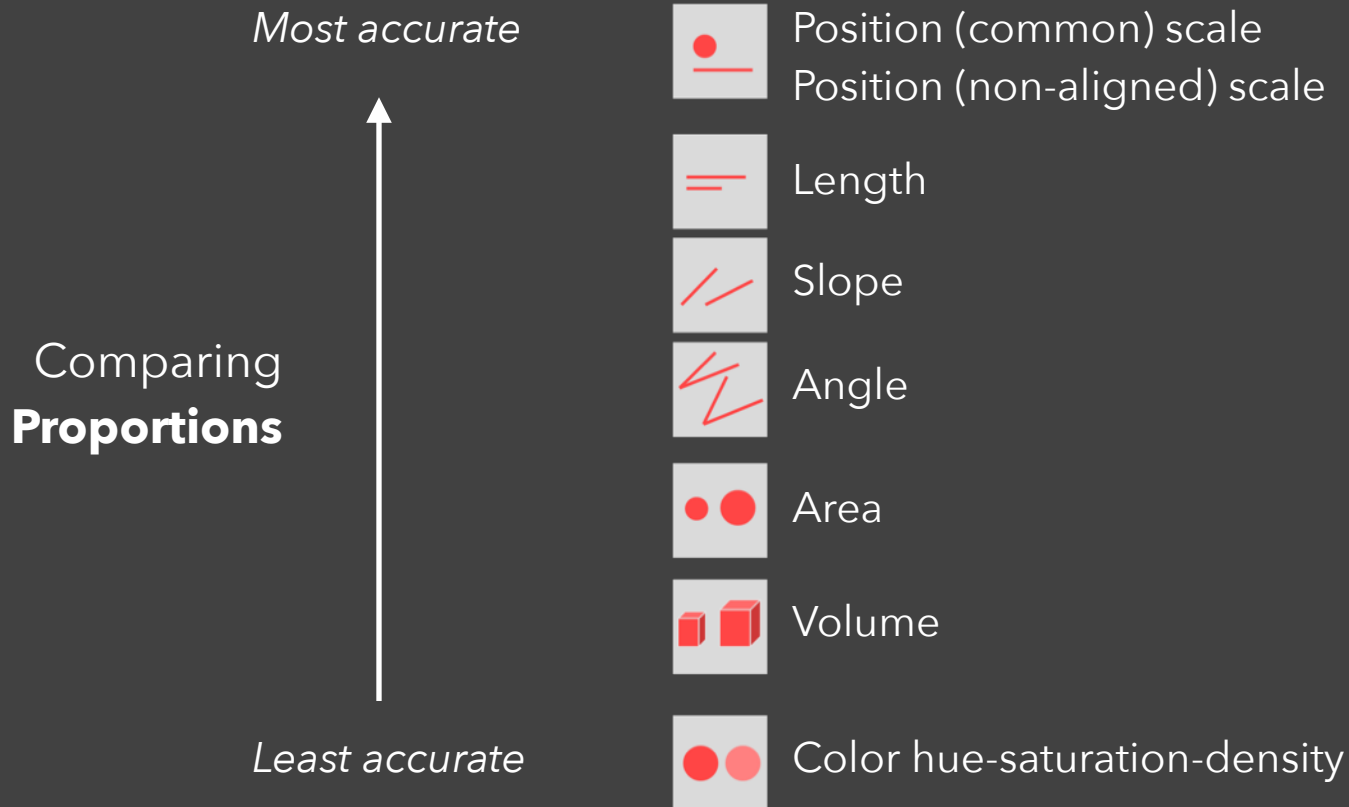 Most accurate
Position (common) scale
Position (non-aligned) scale
Length
Slope
Comparing
Proportions
Angle
Area
Volume
Least accurate
Color hue-saturation-density